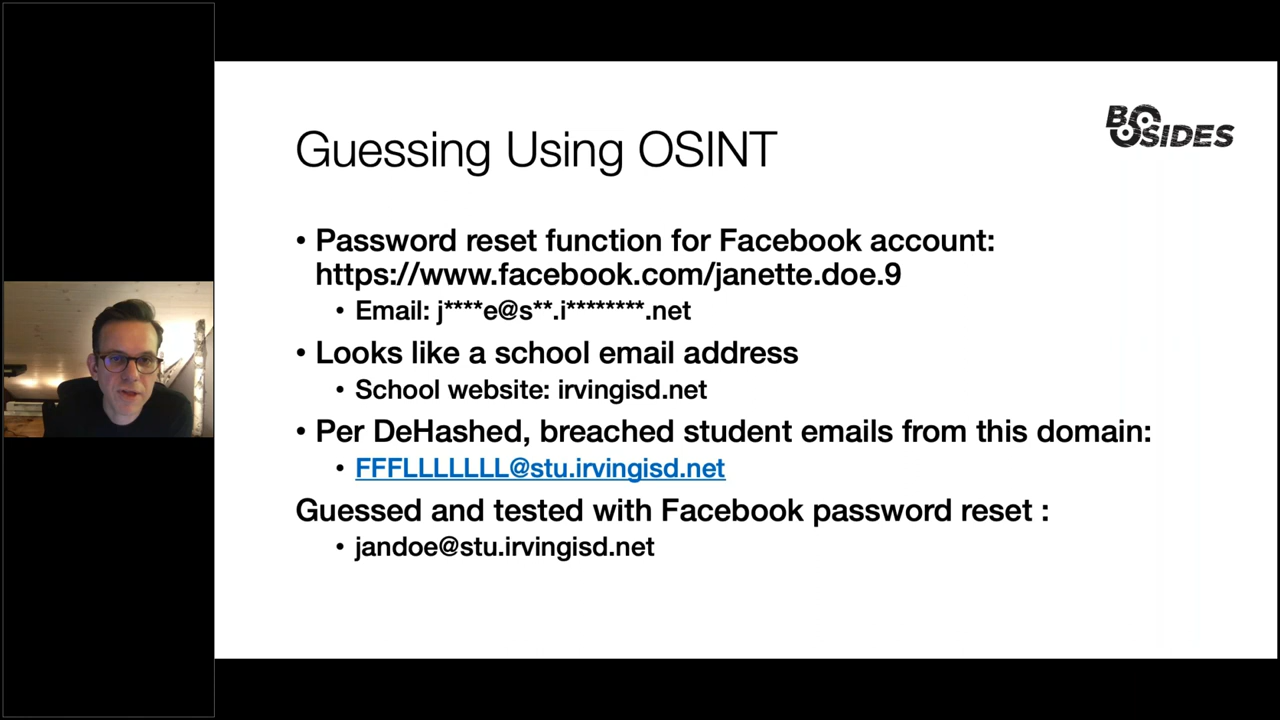 BOSIDES
Guessing Using OSINT
• Password reset function for Facebook account:
https://www.facebook.com/janette.doe.9
• Email: j****e@s**.i********.net
• Looks like a school email address
• School website: irvingisd.net
• Per DeHashed, breached student emails from this domain:
• FFFLLLLLLL@stu.irvingisd.net
Guessed and tested with Facebook password reset :
• jandoe@stu.irvingisd.net